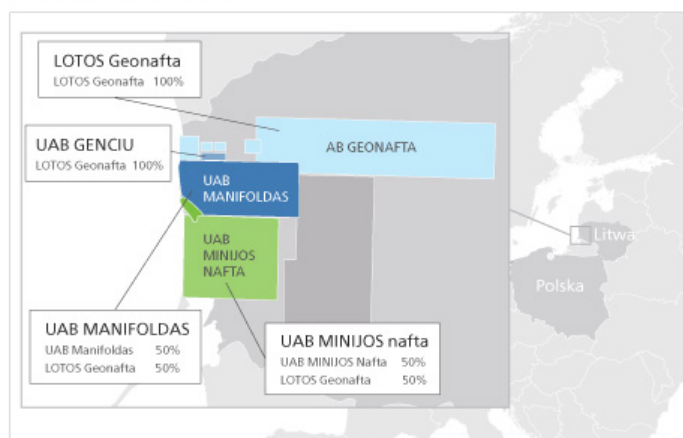 LOTOS Geonafta
LOTOS Geonafta 100%
UAB GENCIU
LOTOS Geonafta 100%
AB GEONAFTA
UAB
MANIFOLDAS
UAB
MINIJOS
NAFTA
Litwa
Polska
UAB MANIFOLDAS
UAB Manifoldas 50%
LOTOS Geonafta 50%
UAB MINIJOS nafta
UAB MINIJOS Nafta 50%
LOTOS Geonafta 50%